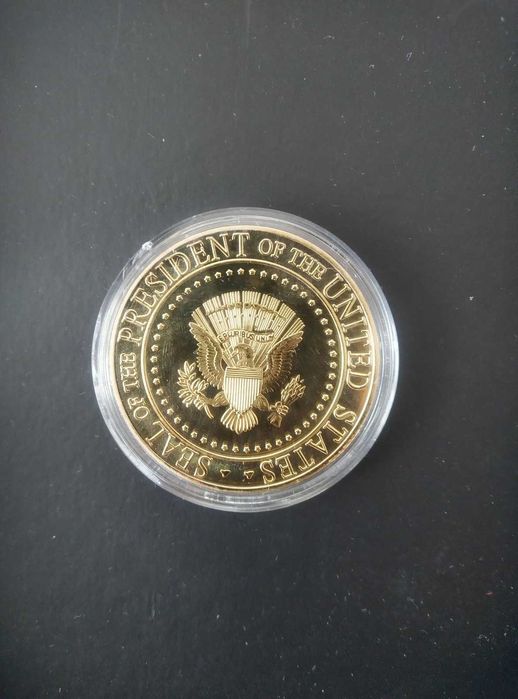 SEAL OF THE PRESIDENT OF THE UNITED STATES